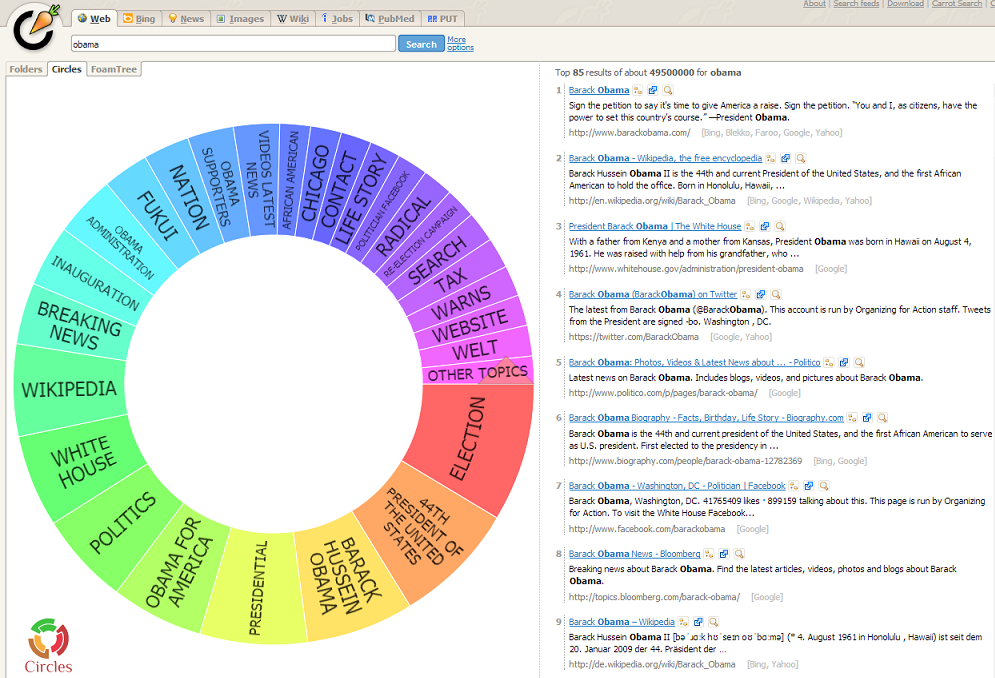 About | Search feeds | Download | Carrot Search | C
Web Bing News Images Wiki Jobs PubMed PUT
obama Search More options
Folders Circles FoamTree
ELECTION
44TH PRESIDENT OF THE UNITED STATES
BARACK HUSSEIN OBAMA
PRESIDENTIAL
OBAMA FOR AMERICA
POLITICS
WHITE HOUSE
WIKIPEDIA
BREAKING NEWS
INAUGURATION
OBAMA ADMINISTRATION
FUKUI
NATION
OBAMA SUPPORTERS
VIDEOS LATEST NEWS
AFRICAN AMERICAN
CHICAGO
CONTACT
LIFE STORY
POLITICIAN FACEBOOK
RADICAL
RE-ELECTION CAMPAIGN
SEARCH
TAX
WARNS
WEBSITE
WELT
OTHER TOPICS
Circles
Top 85 results of about 49500000 for obama
1 Barack Obama
Sign the petition to say it's time to give America a raise. Sign the petition. "You and I, as citizens, have the
power to set this country's course." —President Obama.
http://www.barackobama.com/ [Bing, Blekko, Faroo, Google, Yahoo]
2 Barack Obama - Wikipedia, the free encyclopedia
Barack Hussein Obama II is the 44th and current President of the United States, and the first African
American to hold the office. Born in Honolulu, Hawaii, ...
http://en.wikipedia.org/wiki/Barack_Obama [Bing, Google, Wikipedia, Yahoo]
3 President Barack Obama | The White House
With a father from Kenya and a mother from Kansas, President Obama was born in Hawaii on August 4,
1961. He was raised with help from his grandfather, who ...
http://www.whitehouse.gov/administration/president-obama [Google]
4 Barack Obama (BarackObama) on Twitter
The latest from Barack Obama (@BarackObama). This account is run by Organizing for Action staff. Tweets
from the President are signed -bo. Washington , DC.
https://twitter.com/BarackObama [Google, Yahoo]
5 Barack Obama: Photos, Videos & Latest News about ... - Politico
Latest news on Barack Obama. Includes blogs, videos, and pictures about Barack Obama.
http://www.politico.com/p/pages/barack-obama/ [Google]
6 Barack Obama Biography - Facts, Birthday, Life Story - Biography.com
Barack Obama is the 44th and current president of the United States, and the first African American to serve
as U.S. president. First elected to the presidency in ...
http://www.biography.com/people/barack-obama-12782369 [Bing, Google]
7 Barack Obama - Washington, DC - Politician | Facebook
Barack Obama, Washington, DC. 41765409 likes · 899159 talking about this. This page is run by Organizing
for Action. To visit the White House Facebook...
http://www.facebook.com/barackobama [Google]
8 Barack Obama News - Bloomberg
Breaking news about Barack Obama. Find the latest articles, videos, photos and blogs about Barack
Obama.
http://topics.bloomberg.com/barack-obama/ [Google]
9 Barack Obama – Wikipedia
Barack Hussein Obama II [bəˈɹɑːk hʊˈseɪn oʊˈbɑːmə] (* 4. August 1961 in Honolulu , Hawaii) ist seit dem
20. Januar 2009 der 44. Präsident der ...
http://de.wikipedia.org/wiki/Barack_Obama [Bing, Yahoo]